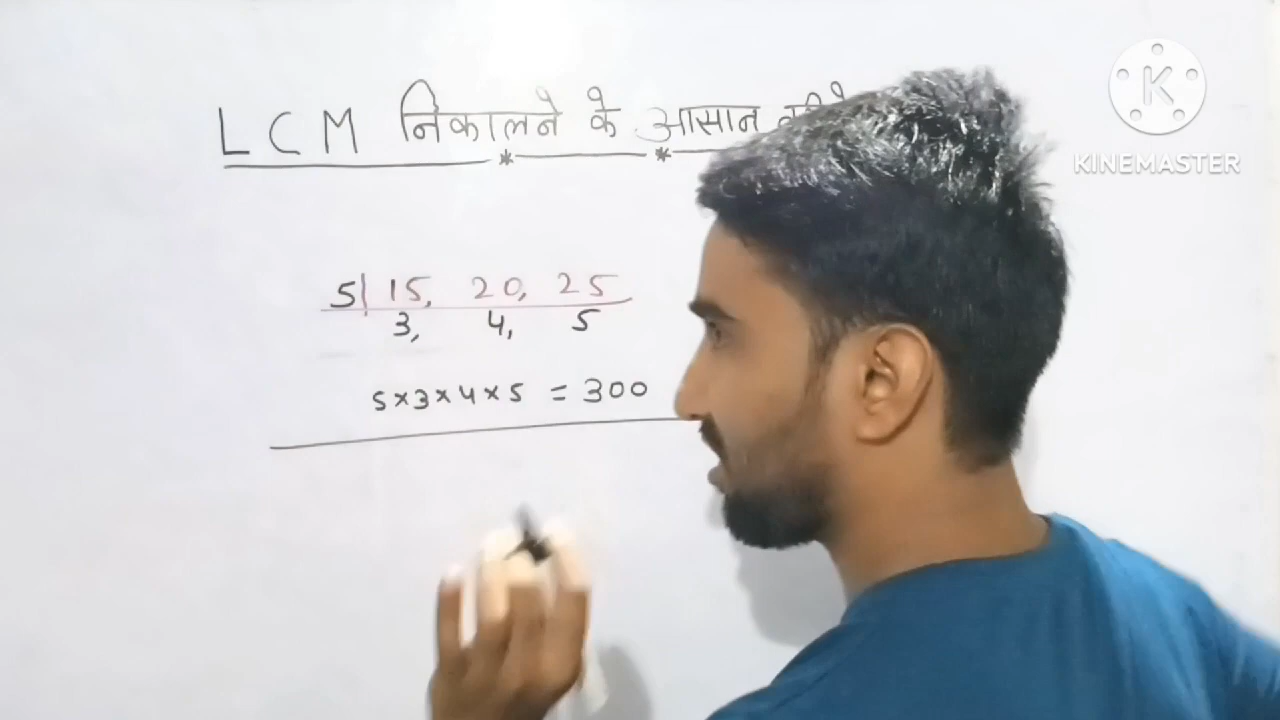 LCM निकालने के आसान
5| 15, 20, 25
3, 4, 5
5×3×4×5 = 300
K
KINEMASTER